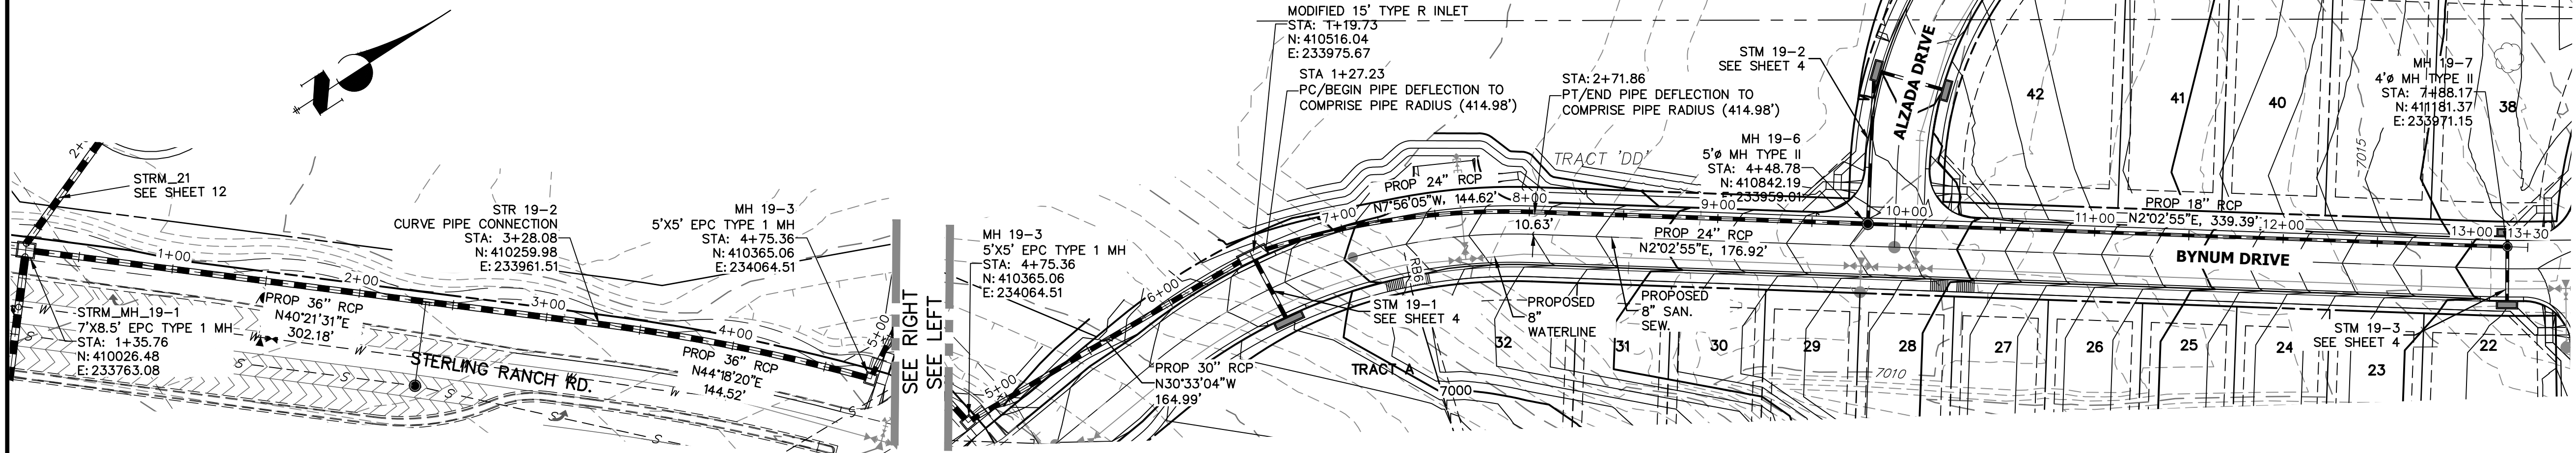 2+
STRM_21
SEE SHEET 12
STR 19-2
CURVE PIPE CONNECTION
STA: 3+28.08
N: 410259.98
E: 233961.51
MH 19-3
5'X5' EPC TYPE 1 MH
STA: 4+75.36
N: 410365.06
E: 234064.51
1+00
2+00
3+00
4+00
5+00
STRM_MH_19-1
7'X8.5' EPC TYPE 1 MH
STA: 1+35.76
N: 410026.48
E: 233763.08
PROP 36" RCP
N40°21'31"E
302.18'
STERLING RANCH RD.
PROP 36" RCP
N44°18'20"E
144.52'
W
W
W
W
W
W
S
S
S
S
S
S
S
SEE RIGHT
SEE LEFT
MH 19-3
5'X5' EPC TYPE 1 MH
STA: 4+75.36
N: 410365.06
E: 234064.51
5+00
6+00
7+00
8+00
9+00
10+00
11+00
12+00
13+00
13+30
MODIFIED 15' TYPE R INLET
STA: 1+19.73
N: 410516.04
E: 233975.67
STA 1+27.23
PC/BEGIN PIPE DEFLECTION TO
COMPRISE PIPE RADIUS (414.98')
STA: 2+71.86
PT/END PIPE DEFLECTION TO
COMPRISE PIPE RADIUS (414.98')
STM 19-2
SEE SHEET 4
ALZADA DRIVE
MH 19-6
5'ø MH TYPE II
STA: 4+48.78
N: 410842.19
E: 233959.01
TRACT 'DD'
PROP 24" RCP
N7°56'05"W, 144.62'
10.63'
PROP 24" RCP
N2°02'55"E, 176.92'
RB6
STM 19-1
SEE SHEET 4
PROP 30" RCP
N30°33'04"W
164.99'
TRACT A
7000
PROPOSED
8"
WATERLINE
PROPOSED
8" SAN.
SEW.
42
41
40
38
7015
MH 19-7
4'ø MH TYPE II
STA: 7+88.17
N: 411181.37
E: 233971.15
PROP 18" RCP
N2°02'55"E, 339.39'
BYNUM DRIVE
STM 19-3
SEE SHEET 4
32
31
30
29
28
27
26
25
24
23
22
7010